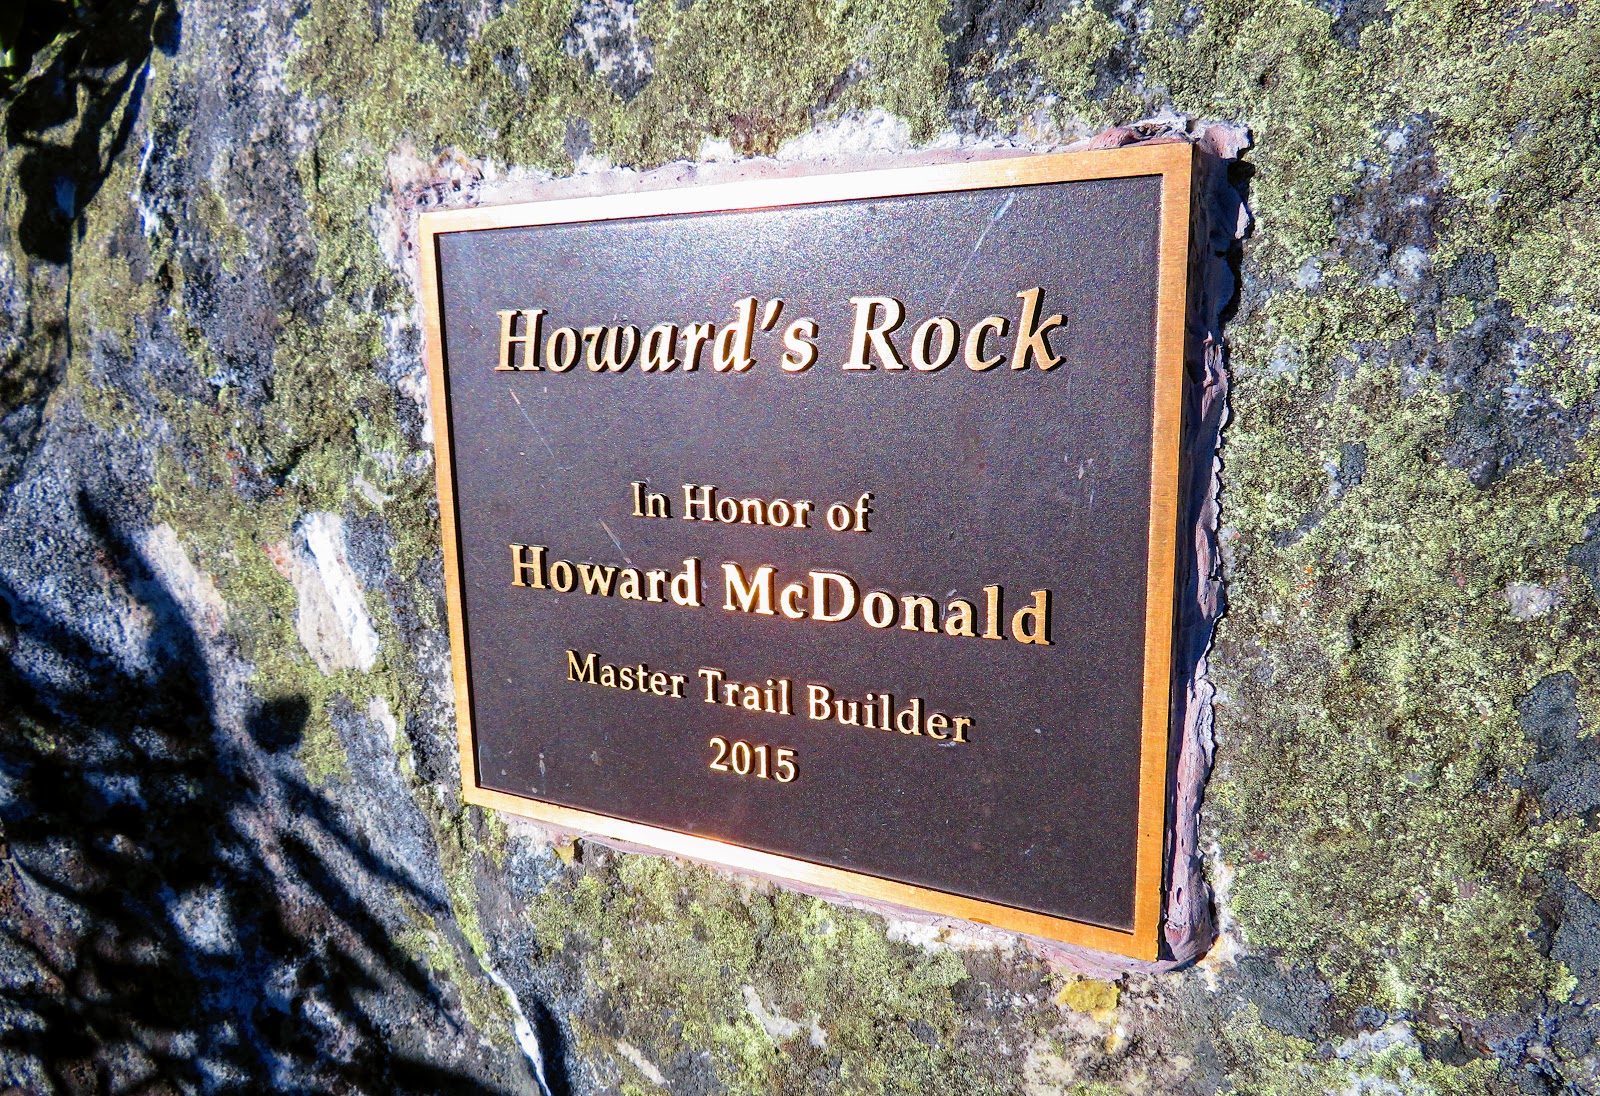 Howard's Rock
In Honor of
Howard McDonald
Master Trail Builder
2015